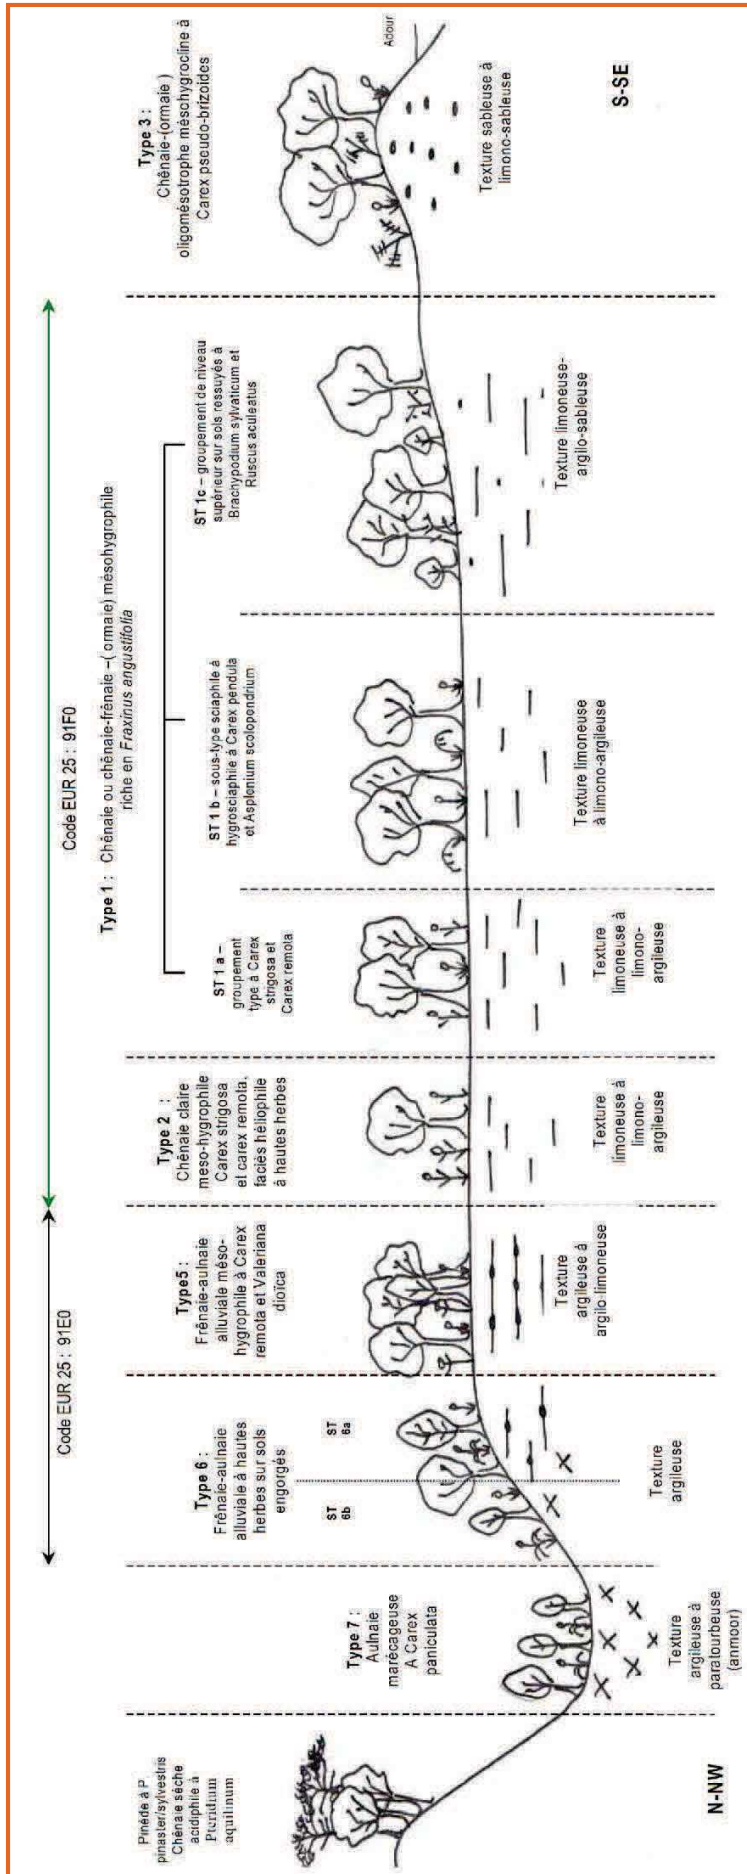 Code EUR 25 : 91E0
Code EUR 25 : 91F0
Type 1 : Chênaie ou chênaie-frênaie –( ormaie) mésohygrophile
riche en Fraxinus angustifolia
Pinède à P
pinaster/sylvestris
Chênaie sèche
acidiphile à
Pteridium
aquilinum
Type 7 :
Aulnaie
marécageuse
A Carex
paniculata
Type 6 :
Frênaie-aulnaie
alluviale à hautes
herbes sur sols
engorgés
ST
6b
ST
6a
Type5 :
Frênaie-aulnaie
alluviale méso-
hygrophile à Carex
remota et Valeriana
dioïca
Type 2 :
Chênaie claire
meso-hygrophile
Carex strigosa
et carex remota,
faciès héliophile
à hautes herbes
ST 1 a –
groupement
type à Carex
strigosa et
Carex remota
ST 1 b – sous-type sciaphile à
hygrosciaphile à Carex pendula
et Asplonium scolopondrium
ST 1c – groupement de niveau
supérieur sur sols ressuyés à
Brachypodium sylvaticum et
Ruscus aculeatus
Type 3 :
Chênaie-(ormaie)
oligomésotrophe méschygrocline à
Carex pseudo-brizoides
Adour
Texture
argileuse à
paratourbeuse
(anmoor)
Texture
argileuse
Texture
argileuse à
argilo-limoneuse
Texture
limoneuse à
limono-
argileuse
Texture
limoneuse à
limono-
argileuse
Texture limoneuse
à limono-argileuse
Texture limoneuse-
argilo-sableuse
Texture sableuse à
limono-sableuse
N-NW
S-SE